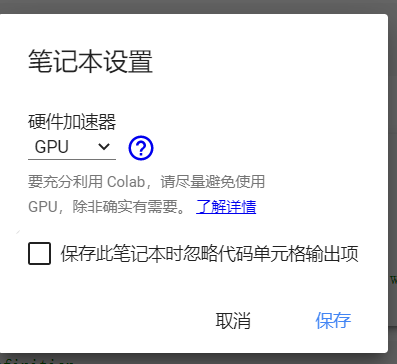 笔记本设置
硬件加速器
GPU
要充分利用 Colab，请尽量避免使用
GPU，除非确实有需要。 了解详情
保存此笔记本时忽略代码单元格输出项
取消 保存